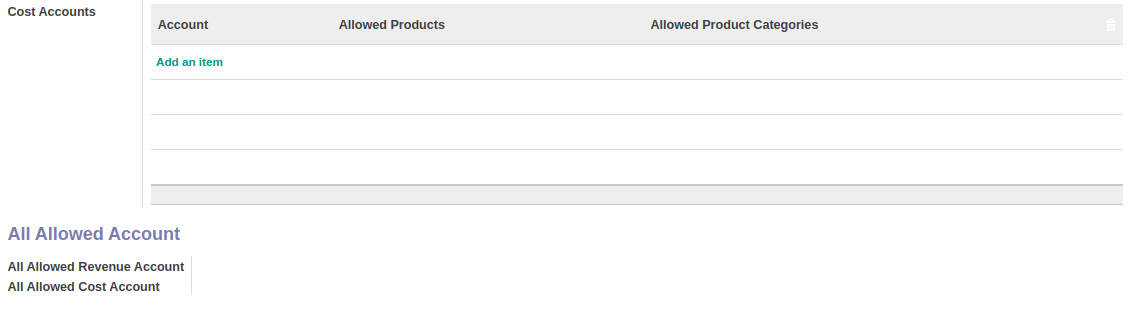 Cost Accounts
Account Allowed Products Allowed Product Categories
Add an item
All Allowed Account
All Allowed Revenue Account
All Allowed Cost Account